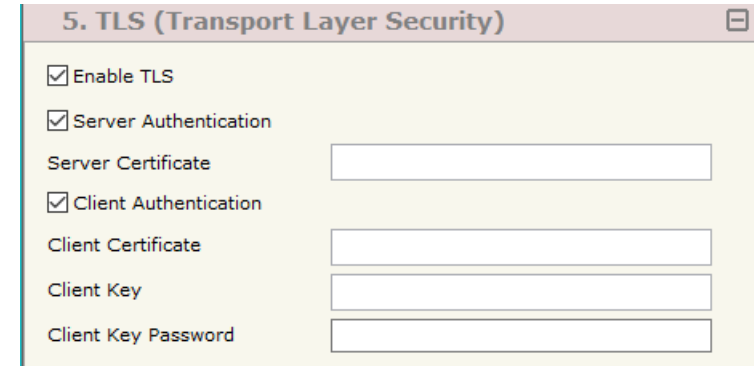 5. TLS (Transport Layer Security)
Enable TLS
Server Authentication
Server Certificate
Client Authentication
Client Certificate
Client Key
Client Key Password